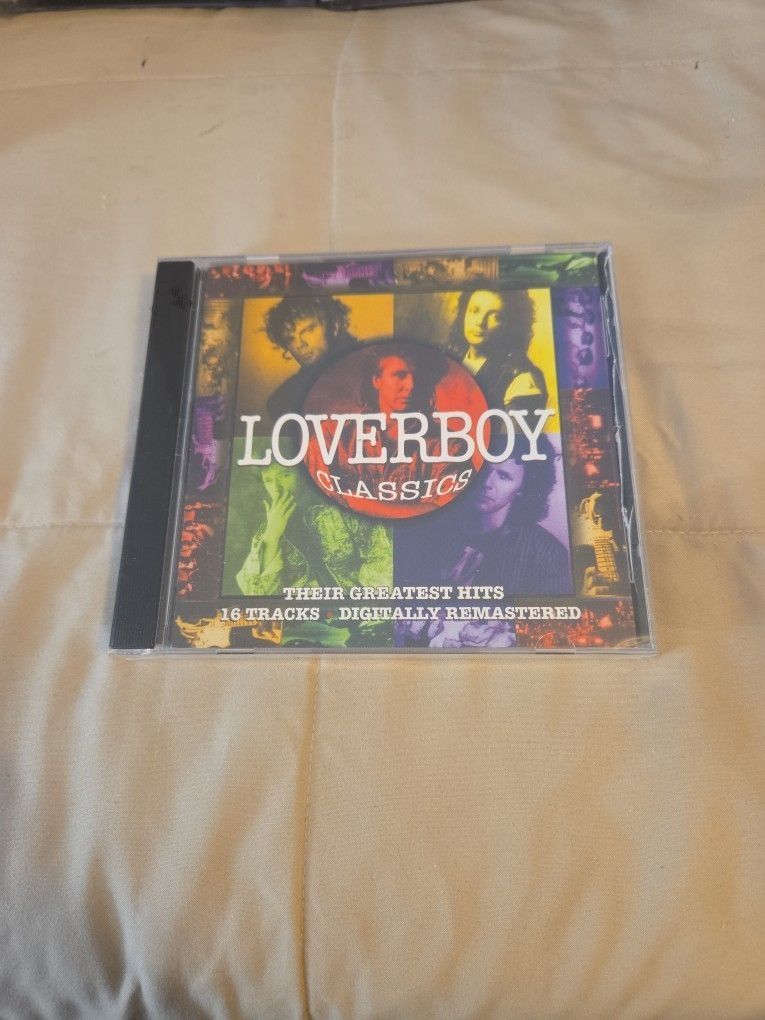 LOVERBOY
CLASSICS
THEIR GREATEST HITS
16 TRACKS • DIGITALLY REMASTERED